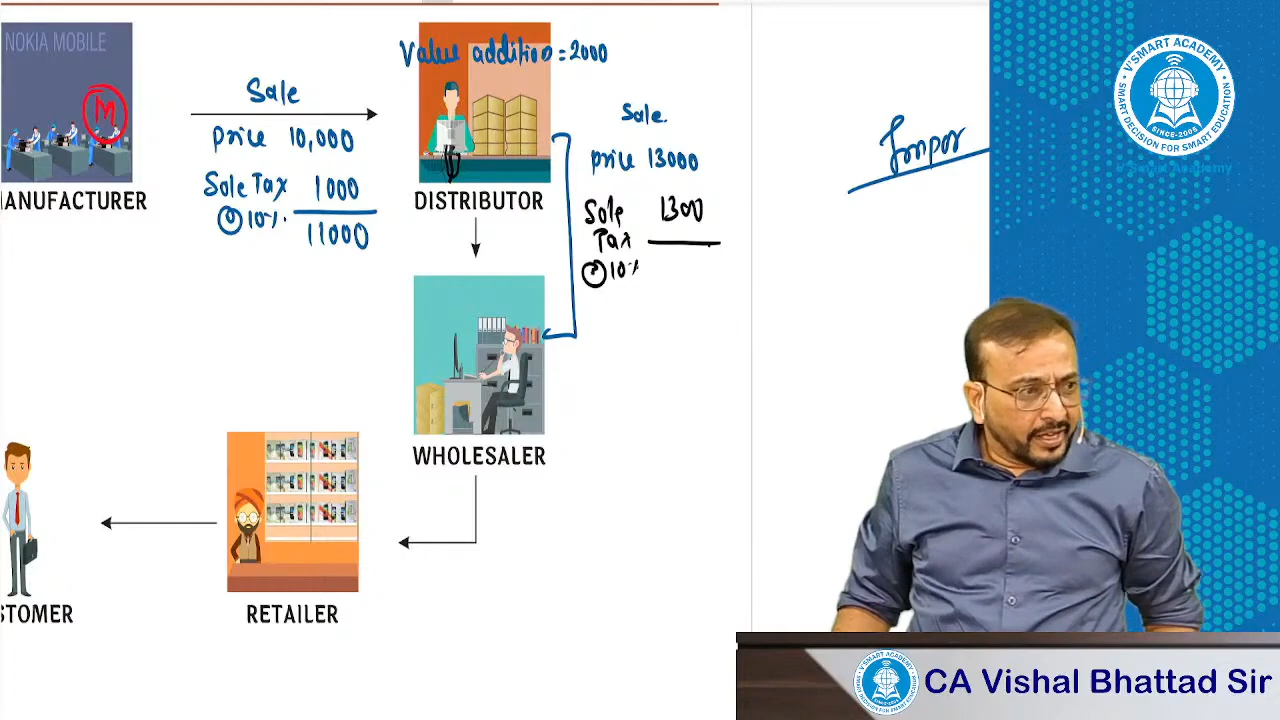 NOKIA MOBILE
M
ANUFACTURER
Sale
Price 10,000
Sale Tax 1000
@ 10%.
11000
Value addition = 2000
DISTRIBUTOR
Sale.
price 13000
Sale 1300
Tax
@ 10%
WHOLESALER
RETAILER
STOMER
Impor
V'SMART ACADEMY
SINCE-2005
SMART DECISION FOR SMART EDUCATION
Smart Academy
CA Vishal Bhattad Sir